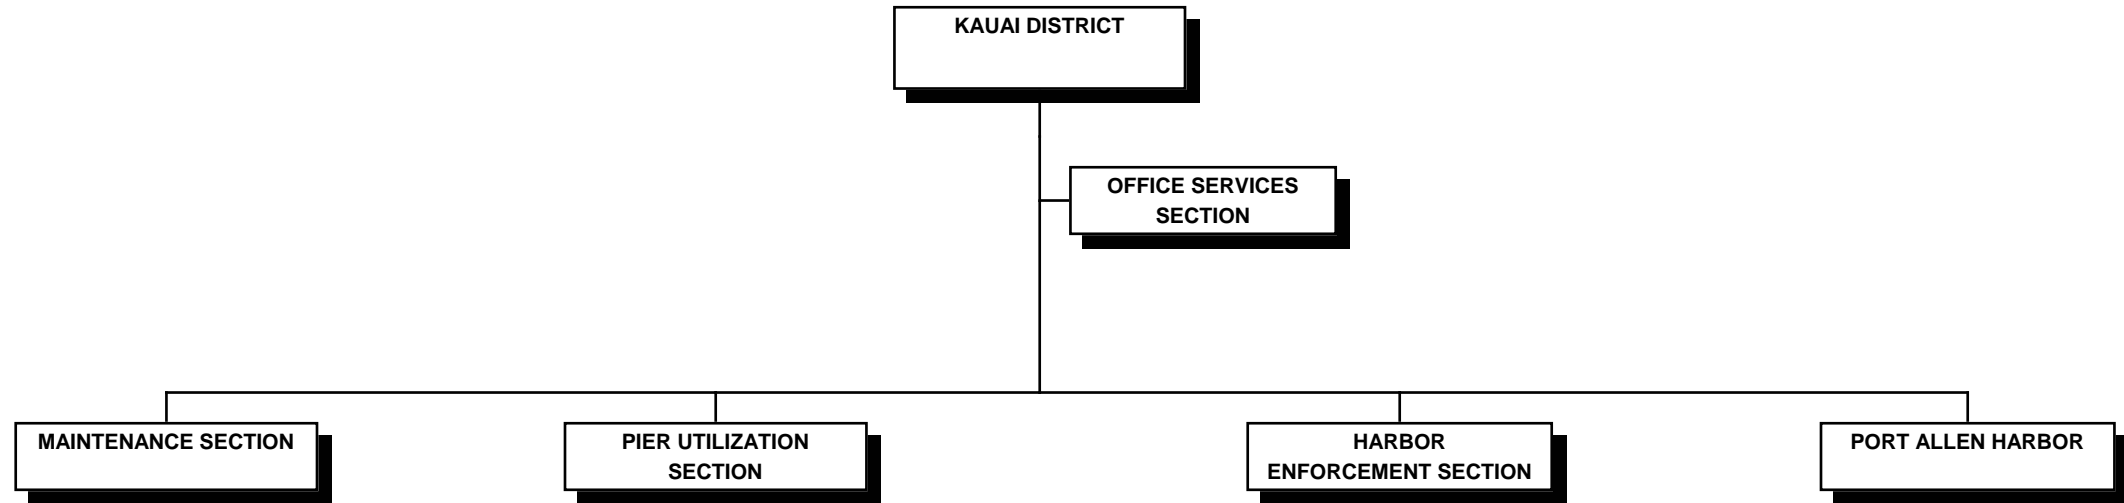 KAUAI DISTRICT
OFFICE SERVICES
SECTION
MAINTENANCE SECTION
PIER UTILIZATION
SECTION
HARBOR
ENFORCEMENT SECTION
PORT ALLEN HARBOR